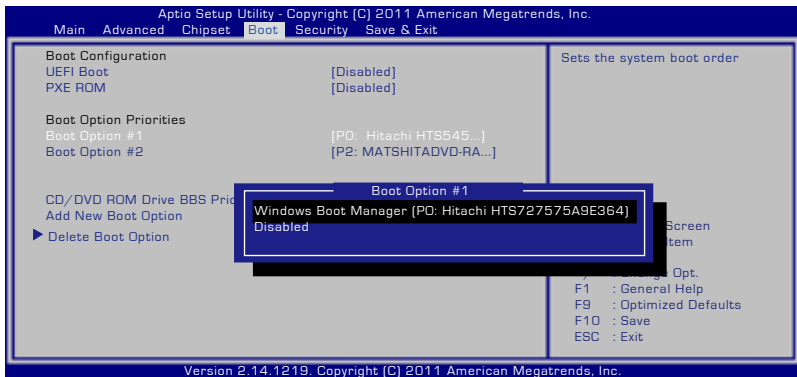 Aptio Setup Utility - Copyright (C) 2011 American Megatrends, Inc.
Main Advanced Chipset Boot Security Save & Exit
Boot Configuration
UEFI Boot [Disabled]
PXE ROM [Disabled]
Boot Option Priorities
Boot Option #1 [P0: Hitachi HTS545...]
Boot Option #2 [P2: MATSHITADVD-RA...]
CD/DVD ROM Drive BBS Prio
Add New Boot Option
Delete Boot Option
Boot Option #1
Windows Boot Manager (P0: Hitachi HTS727575A9E364)
Disabled
Sets the system boot order
Screen
Item
Opt.
F1 : General Help
F9 : Optimized Defaults
F10 : Save
ESC : Exit
Version 2.14.1219. Copyright (C) 2011 American Megatrends, Inc.